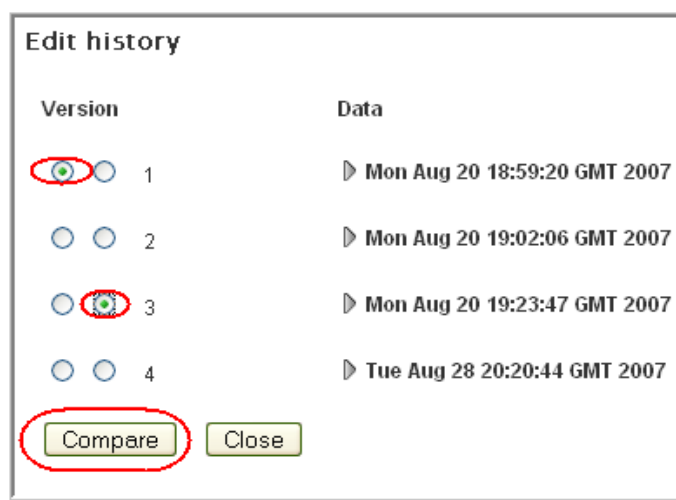 Edit history
Version Data
1 Mon Aug 20 18:59:20 GMT 2007
2 Mon Aug 20 19:02:06 GMT 2007
3 Mon Aug 20 19:23:47 GMT 2007
4 Tue Aug 28 20:20:44 GMT 2007
Compare Close